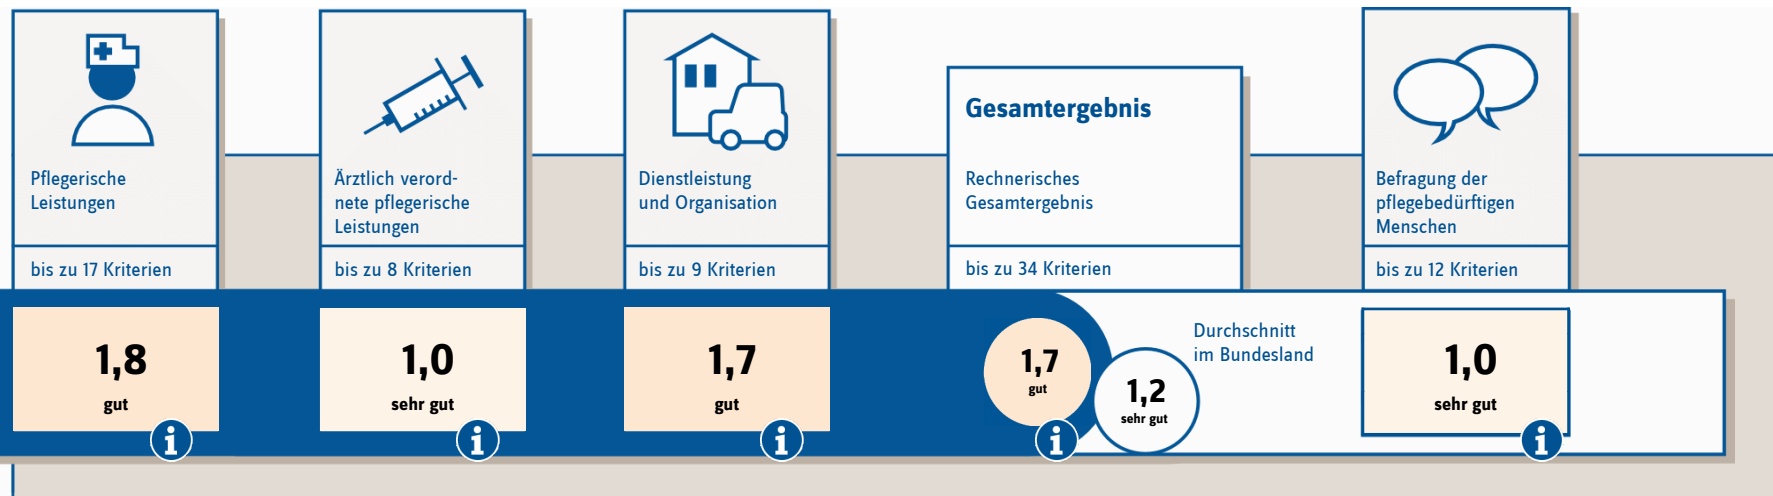 Pflegerische
Leistungen
bis zu 17 Kriterien
1,8
gut
i
Ärztlich verord-
nete pflegerische
Leistungen
bis zu 8 Kriterien
1,0
sehr gut
i
Dienstleistung
und Organisation
bis zu 9 Kriterien
1,7
gut
i
Gesamtergebnis
Rechnerisches
Gesamtergebnis
bis zu 34 Kriterien
1,7
gut
i
Durchschnitt
im Bundesland
1,2
sehr gut
Befragung der
pflegebedürftigen
Menschen
bis zu 12 Kriterien
1,0
sehr gut
i